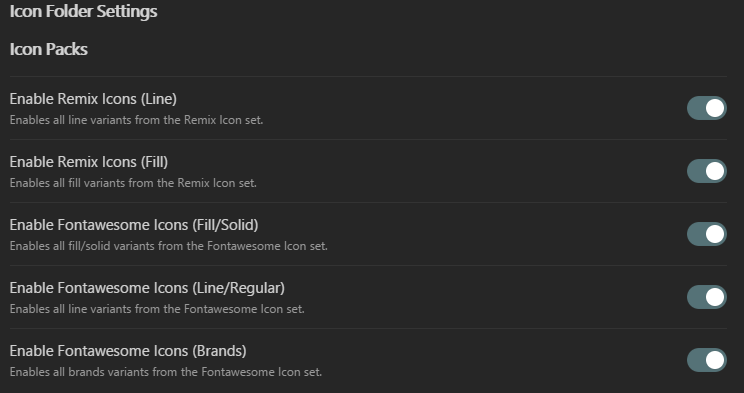 Icon Folder Settings
Icon Packs
Enable Remix Icons (Line)
Enables all line variants from the Remix Icon set.
Enable Remix Icons (Fill)
Enables all fill variants from the Remix Icon set.
Enable Fontawesome Icons (Fill/Solid)
Enables all fill/solid variants from the Fontawesome Icon set.
Enable Fontawesome Icons (Line/Regular)
Enables all line variants from the Fontawesome Icon set.
Enable Fontawesome Icons (Brands)
Enables all brands variants from the Fontawesome Icon set.